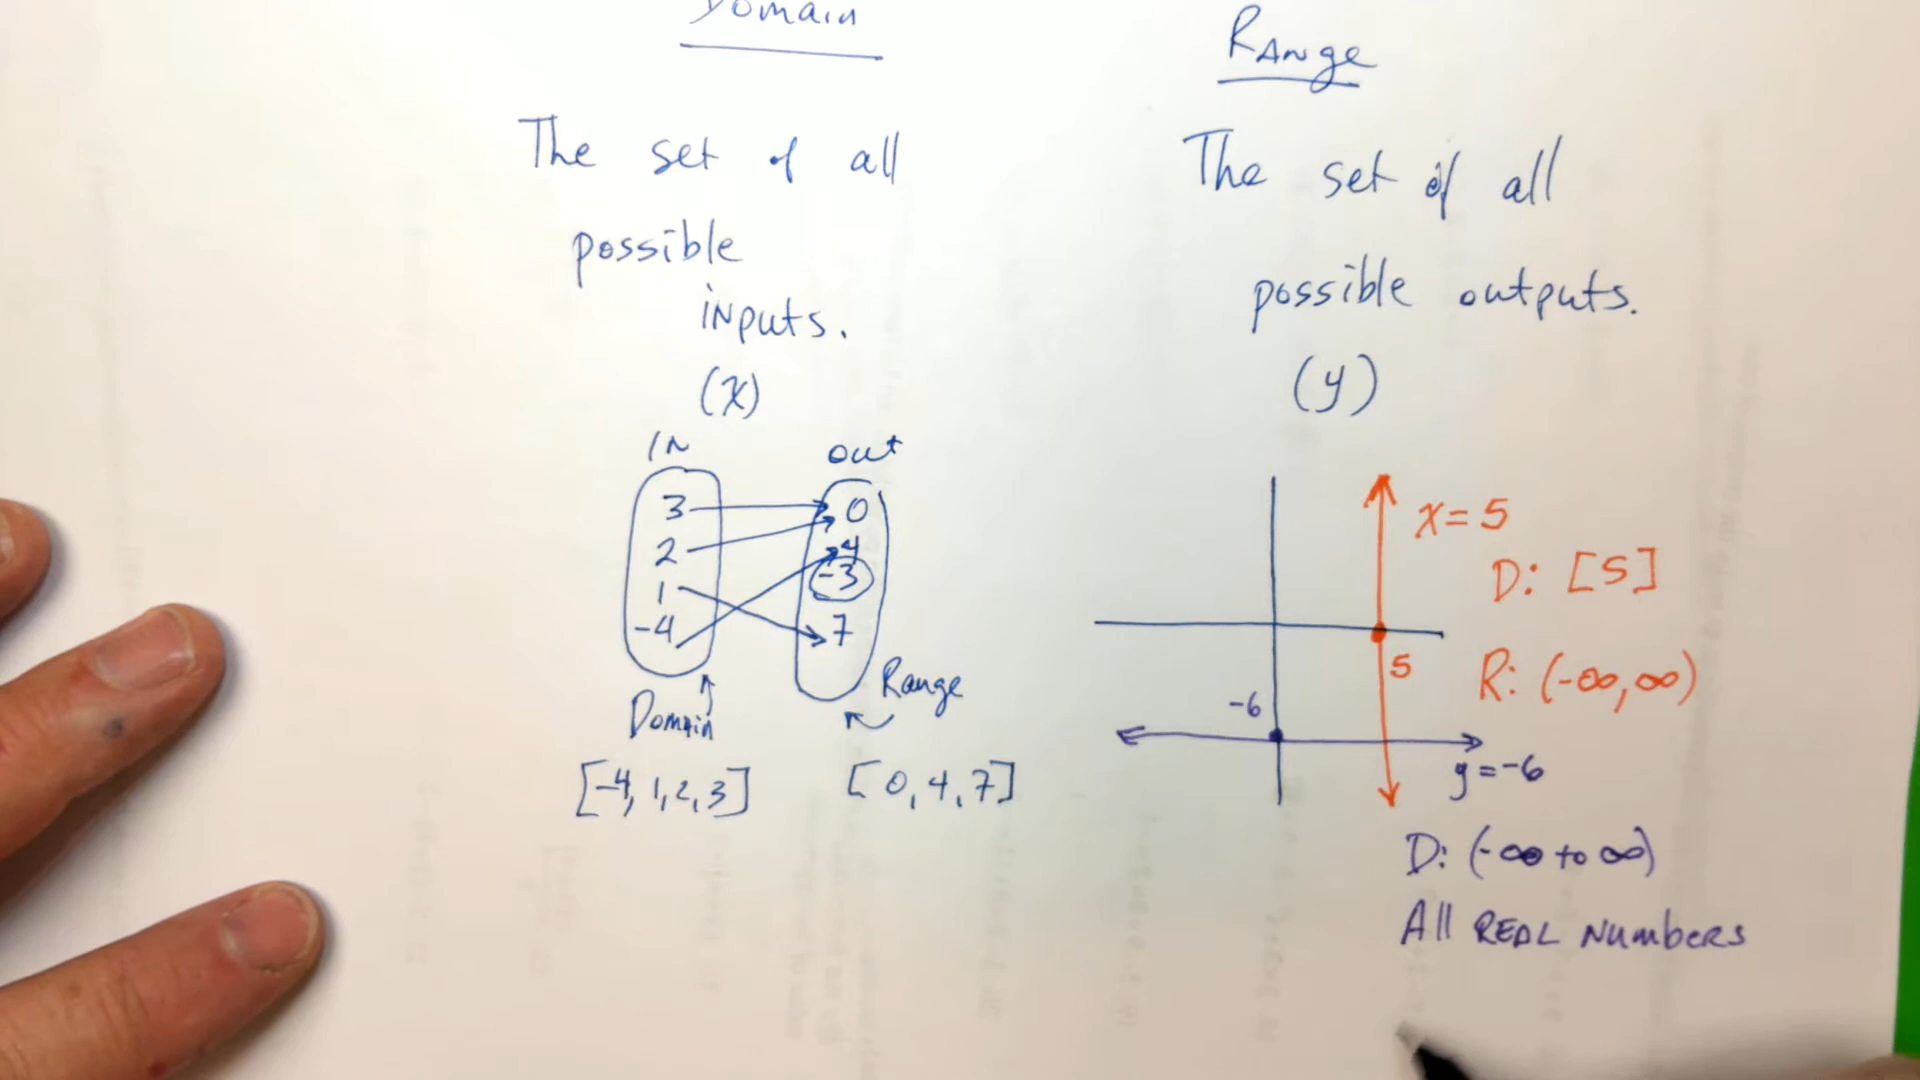 Domain
The set of all
possible
inputs.
(x)
Range
The set of all
possible outputs.
(y)
IN
3
2
1
-4
Domain
[-4, 1, 2, 3]
out
0
4
-3
7
Range
[0, 4, 7]
x = 5
D: [5]
5
R: (-∞, ∞)
-6
y = -6
D: (-∞ to ∞)
All REAL Numbers